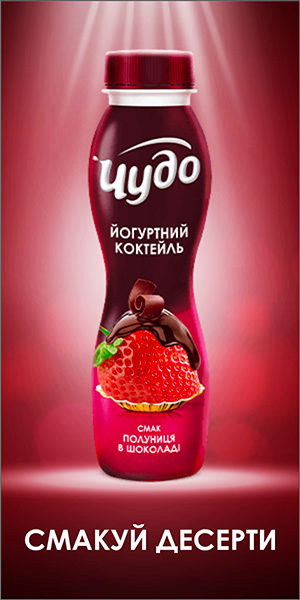 Чудо
ЙОГУРТНИЙ
КОКТЕЙЛЬ
СМАК
ПОЛУНИЦЯ
В ШОКОЛАДІ
СМАКУЙ ДЕСЕРТИ